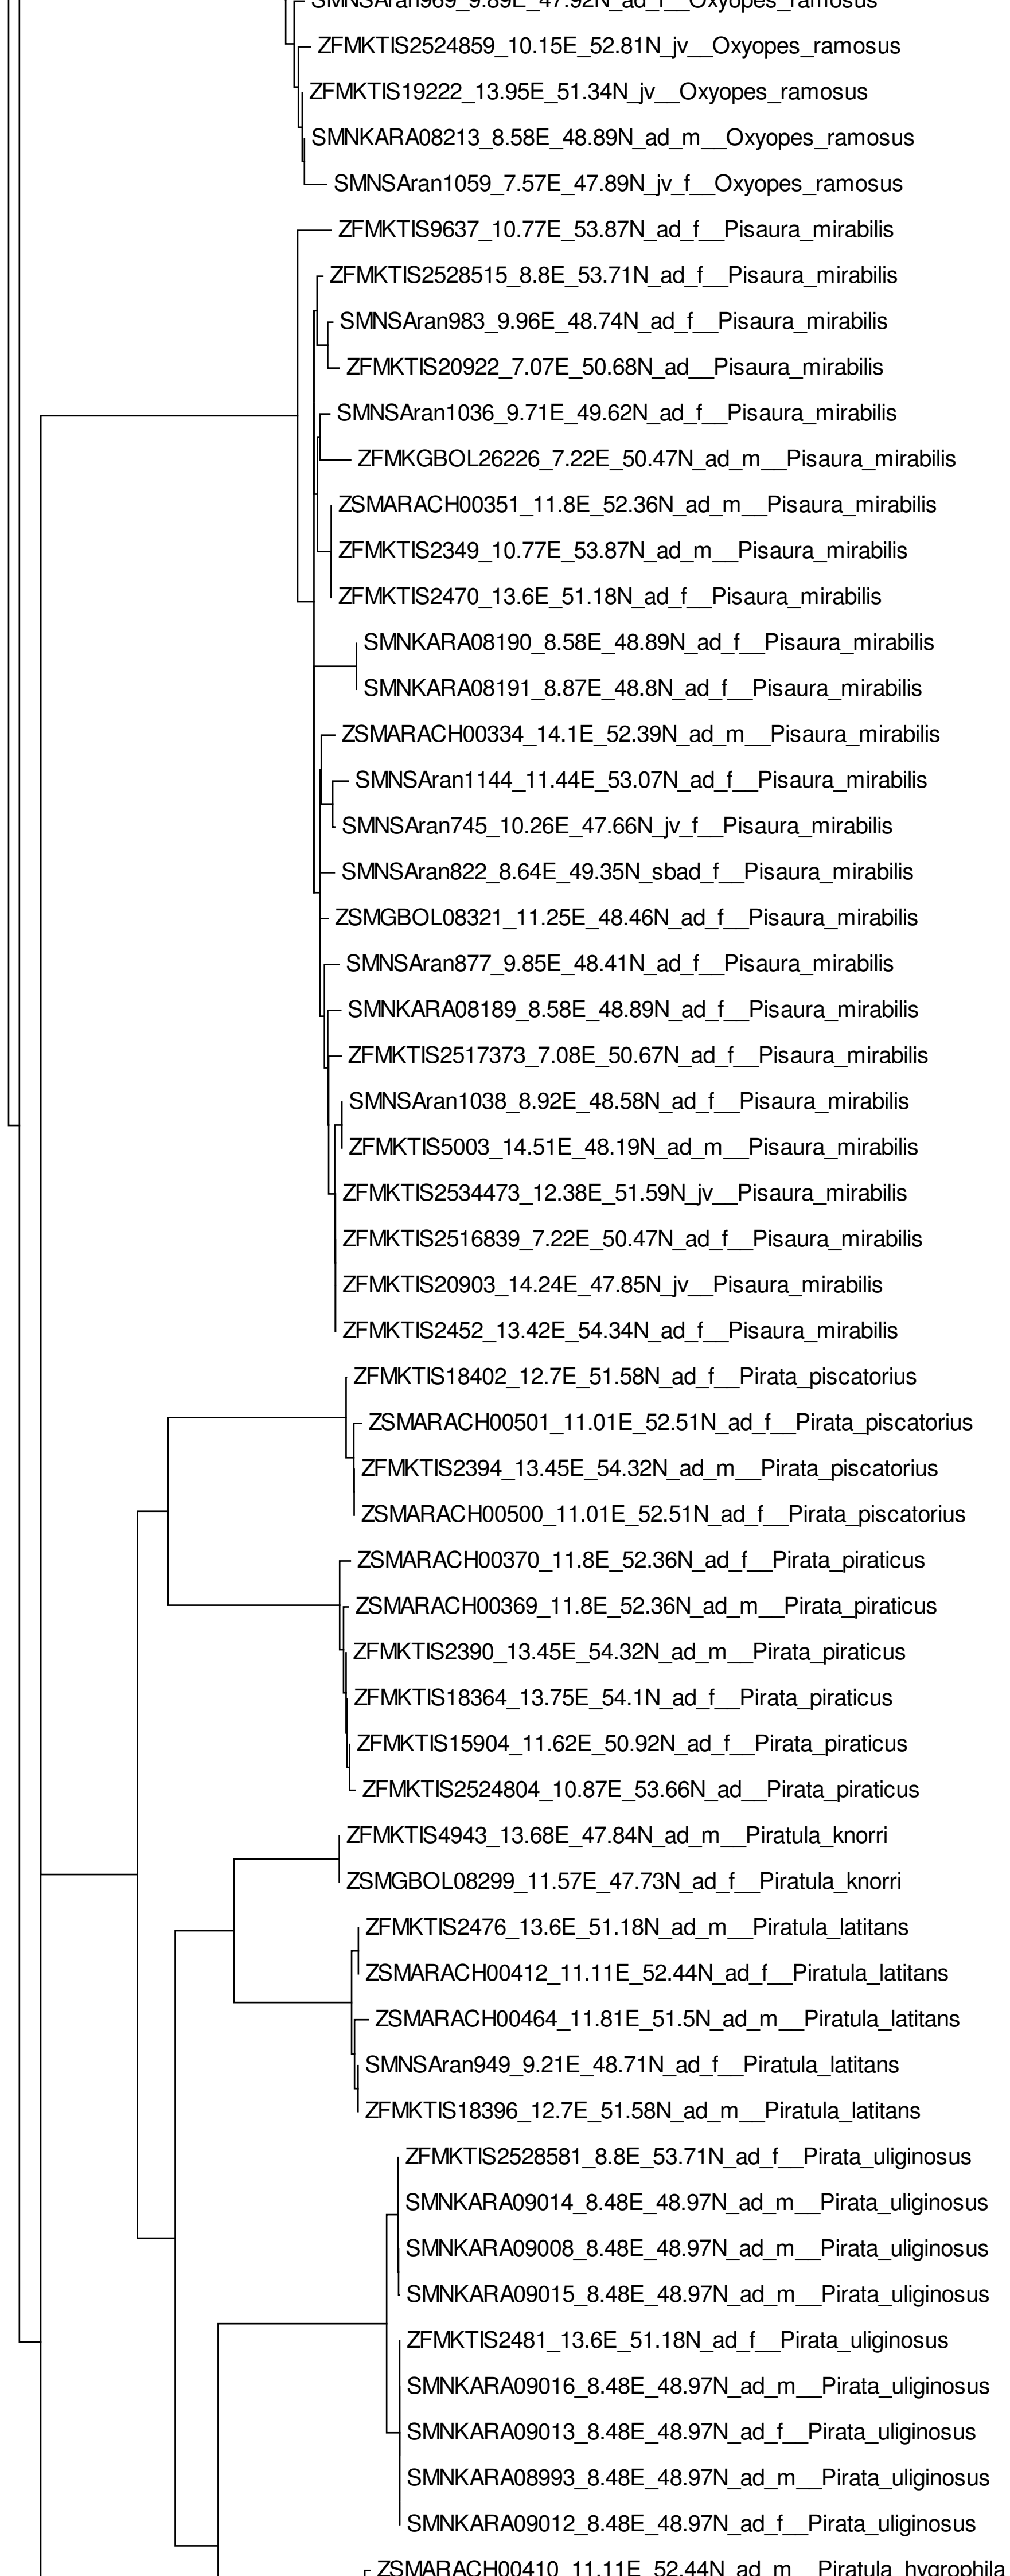 SMNSAran969_9.89E_47.92N_ad_f__Oxyopes_ramosus
ZFMKTIS2524859_10.15E_52.81N_jv__Oxyopes_ramosus
ZFMKTIS19222_13.95E_51.34N_jv__Oxyopes_ramosus
SMNKARA08213_8.58E_48.89N_ad_m__Oxyopes_ramosus
SMNSAran1059_7.57E_47.89N_jv_f__Oxyopes_ramosus
ZFMKTIS9637_10.77E_53.87N_ad_f__Pisaura_mirabilis
ZFMKTIS2528515_8.8E_53.71N_ad_f__Pisaura_mirabilis
SMNSAran983_9.96E_48.74N_ad_f__Pisaura_mirabilis
ZFMKTIS20922_7.07E_50.68N_ad__Pisaura_mirabilis
SMNSAran1036_9.71E_49.62N_ad_f__Pisaura_mirabilis
ZFMKGBOL26226_7.22E_50.47N_ad_m__Pisaura_mirabilis
ZSMARACH00351_11.8E_52.36N_ad_m__Pisaura_mirabilis
ZFMKTIS2349_10.77E_53.87N_ad_m__Pisaura_mirabilis
ZFMKTIS2470_13.6E_51.18N_ad_f__Pisaura_mirabilis
SMNKARA08190_8.58E_48.89N_ad_f__Pisaura_mirabilis
SMNKARA08191_8.87E_48.8N_ad_f__Pisaura_mirabilis
ZSMARACH00334_14.1E_52.39N_ad_m__Pisaura_mirabilis
SMNSAran1144_11.44E_53.07N_ad_f__Pisaura_mirabilis
SMNSAran745_10.26E_47.66N_jv_f__Pisaura_mirabilis
SMNSAran822_8.64E_49.35N_sbad_f__Pisaura_mirabilis
ZSMGBOL08321_11.25E_48.46N_ad_f__Pisaura_mirabilis
SMNSAran877_9.85E_48.41N_ad_f__Pisaura_mirabilis
SMNKARA08189_8.58E_48.89N_ad_f__Pisaura_mirabilis
ZFMKTIS2517373_7.08E_50.67N_ad_f__Pisaura_mirabilis
SMNSAran1038_8.92E_48.58N_ad_f__Pisaura_mirabilis
ZFMKTIS5003_14.51E_48.19N_ad_m__Pisaura_mirabilis
ZFMKTIS2534473_12.38E_51.59N_jv__Pisaura_mirabilis
ZFMKTIS2516839_7.22E_50.47N_ad_f__Pisaura_mirabilis
ZFMKTIS20903_14.24E_47.85N_jv__Pisaura_mirabilis
ZFMKTIS2452_13.42E_54.34N_ad_f__Pisaura_mirabilis
ZFMKTIS18402_12.7E_51.58N_ad_f__Pirata_piscatorius
ZSMARACH00501_11.01E_52.51N_ad_f__Pirata_piscatorius
ZFMKTIS2394_13.45E_54.32N_ad_m__Pirata_piscatorius
ZSMARACH00500_11.01E_52.51N_ad_f__Pirata_piscatorius
ZSMARACH00370_11.8E_52.36N_ad_f__Pirata_piraticus
ZSMARACH00369_11.8E_52.36N_ad_m__Pirata_piraticus
ZFMKTIS2390_13.45E_54.32N_ad_m__Pirata_piraticus
ZFMKTIS18364_13.75E_54.1N_ad_f__Pirata_piraticus
ZFMKTIS15904_11.62E_50.92N_ad_f__Pirata_piraticus
ZFMKTIS2524804_10.87E_53.66N_ad__Pirata_piraticus
ZFMKTIS4943_13.68E_47.84N_ad_m__Piratula_knorri
ZSMGBOL08299_11.57E_47.73N_ad_f__Piratula_knorri
ZFMKTIS2476_13.6E_51.18N_ad_m__Piratula_latitans
ZSMARACH00412_11.11E_52.44N_ad_f__Piratula_latitans
ZSMARACH00464_11.81E_51.5N_ad_m__Piratula_latitans
SMNSAran949_9.21E_48.71N_ad_f__Piratula_latitans
ZFMKTIS18396_12.7E_51.58N_ad_m__Piratula_latitans
ZFMKTIS2528581_8.8E_53.71N_ad_f__Pirata_uliginosus
SMNKARA09014_8.48E_48.97N_ad_m__Pirata_uliginosus
SMNKARA09008_8.48E_48.97N_ad_m__Pirata_uliginosus
SMNKARA09015_8.48E_48.97N_ad_m__Pirata_uliginosus
ZFMKTIS2481_13.6E_51.18N_ad_f__Pirata_uliginosus
SMNKARA09016_8.48E_48.97N_ad_m__Pirata_uliginosus
SMNKARA09013_8.48E_48.97N_ad_f__Pirata_uliginosus
SMNKARA08993_8.48E_48.97N_ad_m__Pirata_uliginosus
SMNKARA09012_8.48E_48.97N_ad_f__Pirata_uliginosus
ZSMARACH00410_11.11E_52.44N_ad_m__Piratula_hygrophila